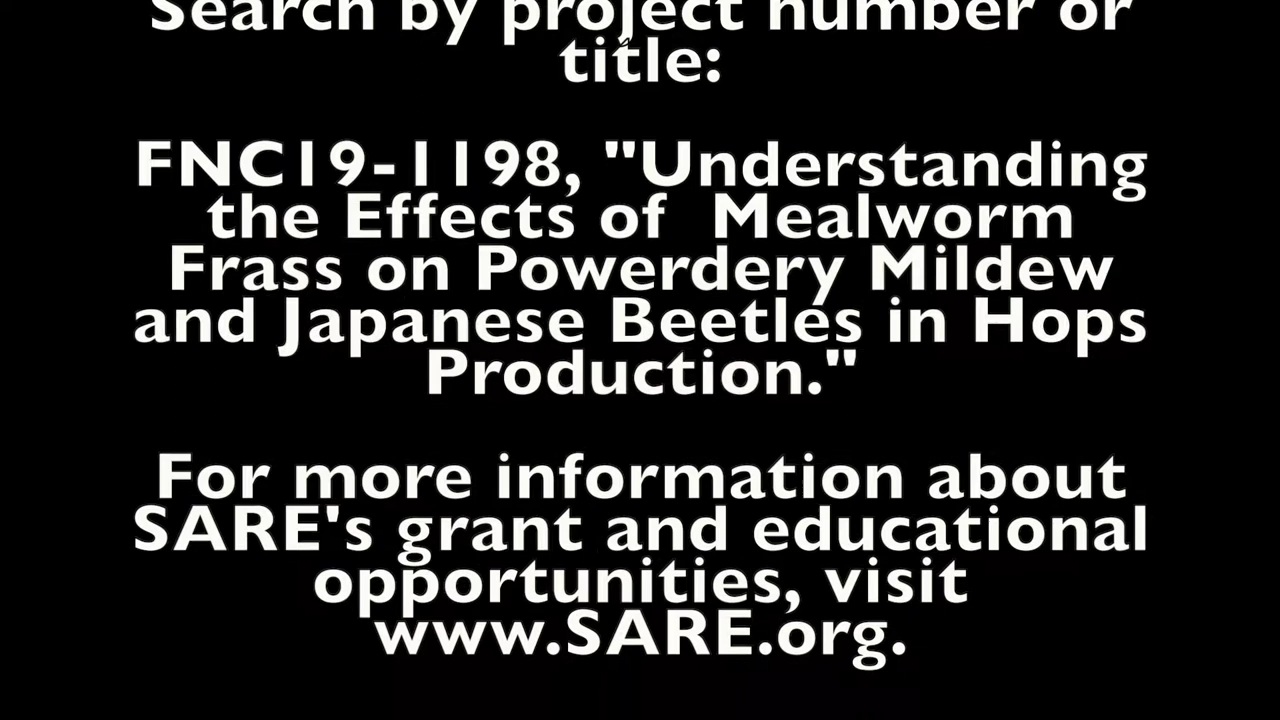 Search by project number or
title:
FNC19-1198, "Understanding
the Effects of  Mealworm
Frass on Powerdery Mildew
and Japanese Beetles in Hops
Production."
For more information about
SARE's grant and educational
opportunities, visit
www.SARE.org.